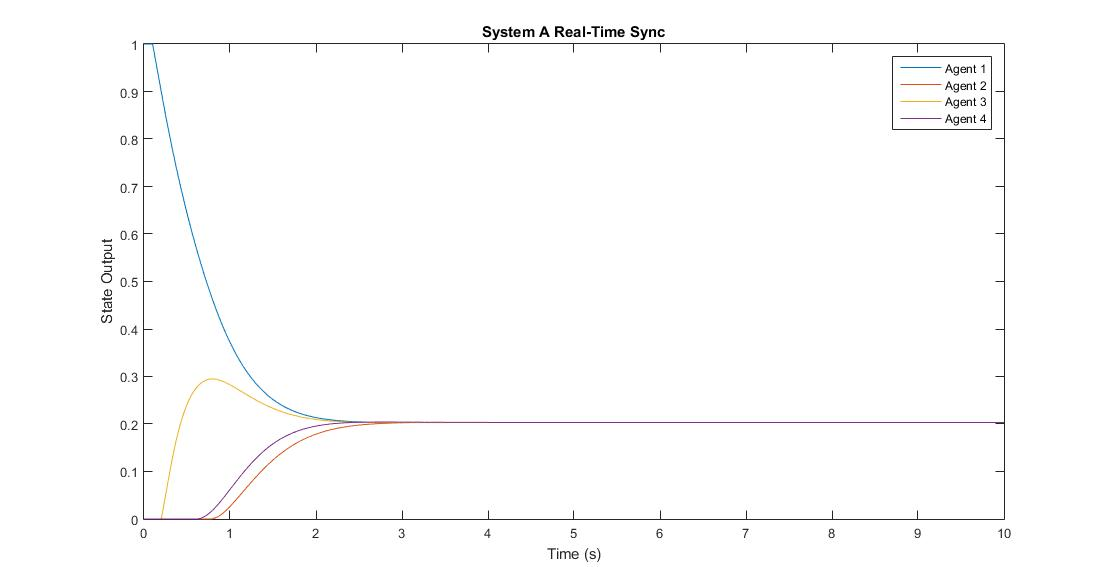 System A Real-Time Sync
1
0.9
0.8
0.7
0.6
0.5
0.4
0.3
0.2
0.1
0
State Output
Agent 1
Agent 2
Agent 3
Agent 4
0 1 2 3 4 5 6 7 8 9 10
Time (s)